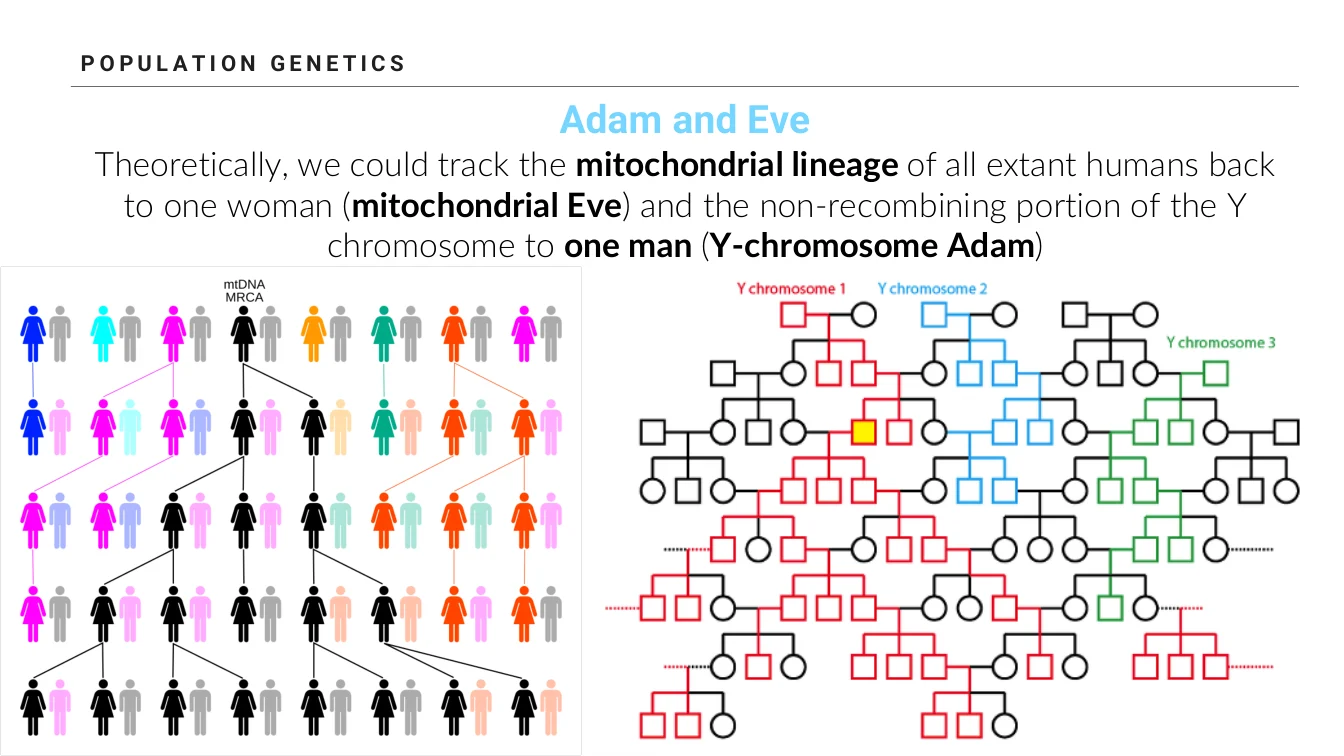 POPULATION GENETICS
Adam and Eve
Theoretically, we could track the mitochondrial lineage of all extant humans back
to one woman (mitochondrial Eve) and the non-recombining portion of the Y
chromosome to one man (Y-chromosome Adam)
mtDNA
MRCA
Y chromosome 1
Y chromosome 2
Y chromosome 3